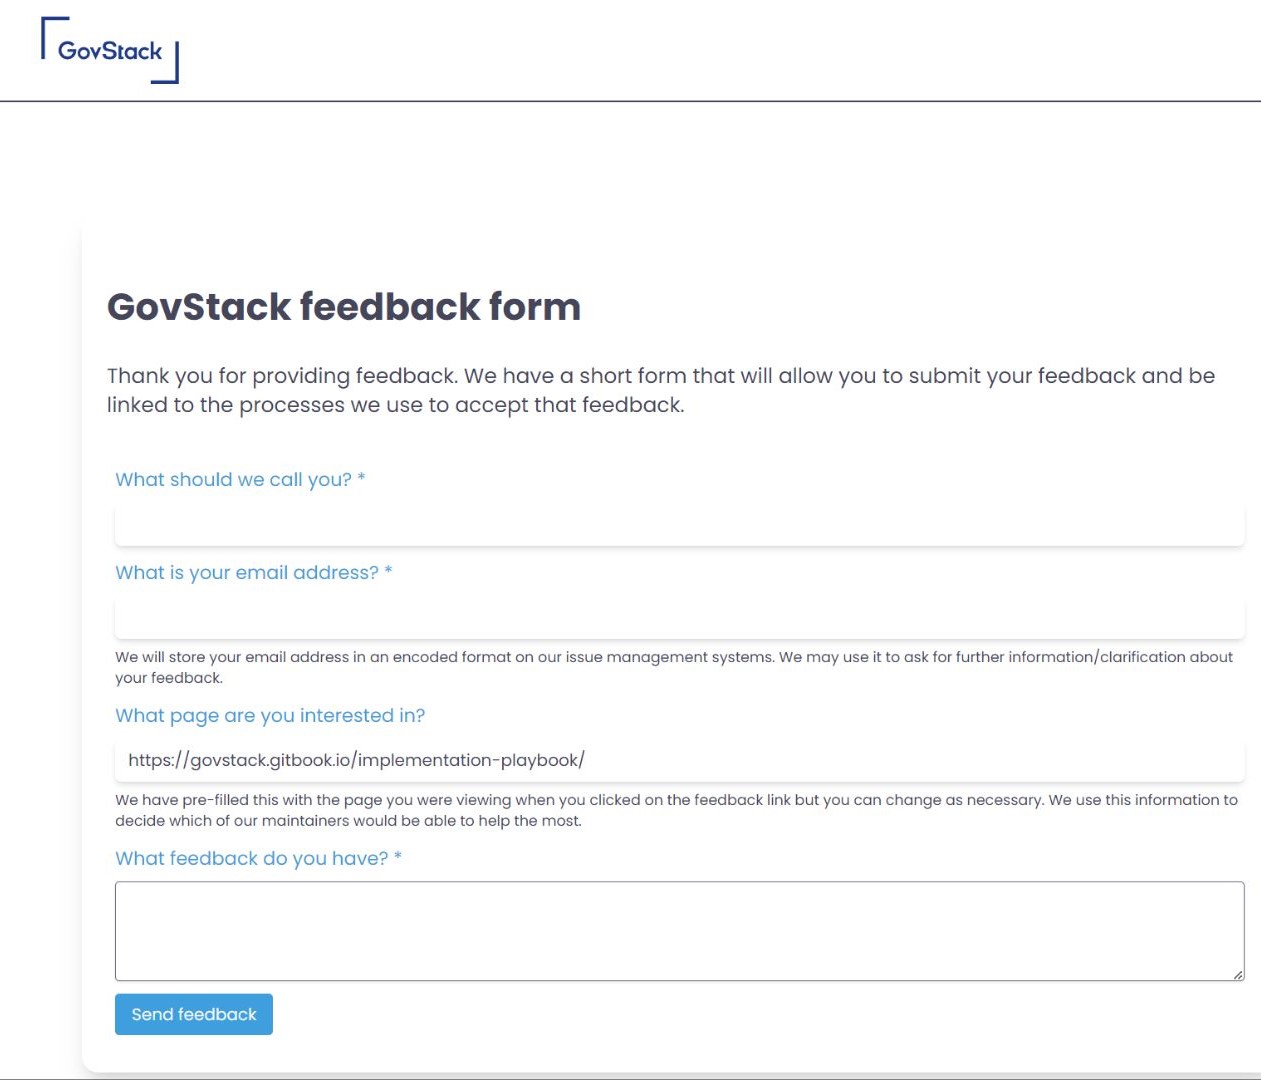 GovStack
GovStack feedback form
Thank you for providing feedback. We have a short form that will allow you to submit your feedback and be
linked to the processes we use to accept that feedback.
What should we call you? *
What is your email address? *
We will store your email address in an encoded format on our issue management systems. We may use it to ask for further information/clarification about
your feedback.
What page are you interested in?
https://govstack.gitbook.io/implementation-playbook/
We have pre-filled this with the page you were viewing when you clicked on the feedback link but you can change as necessary. We use this information to
decide which of our maintainers would be able to help the most.
What feedback do you have? *
Send feedback